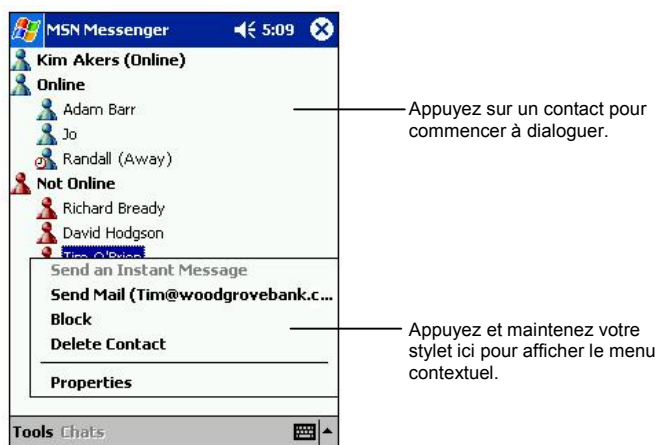 MSN Messenger 5:09
Kim Akers (Online)
Online
Adam Barr
Jo
Randall (Away)
Not Online
Richard Bready
David Hodgson
Tim O'Brien
Send an Instant Message
Send Mail (Tim@woodgrovebank.c...
Block
Delete Contact
Properties
Tools Chats
Appuyez sur un contact pour
commencer à dialoguer.
Appuyez et maintenez votre
stylet ici pour afficher le menu
contextuel.